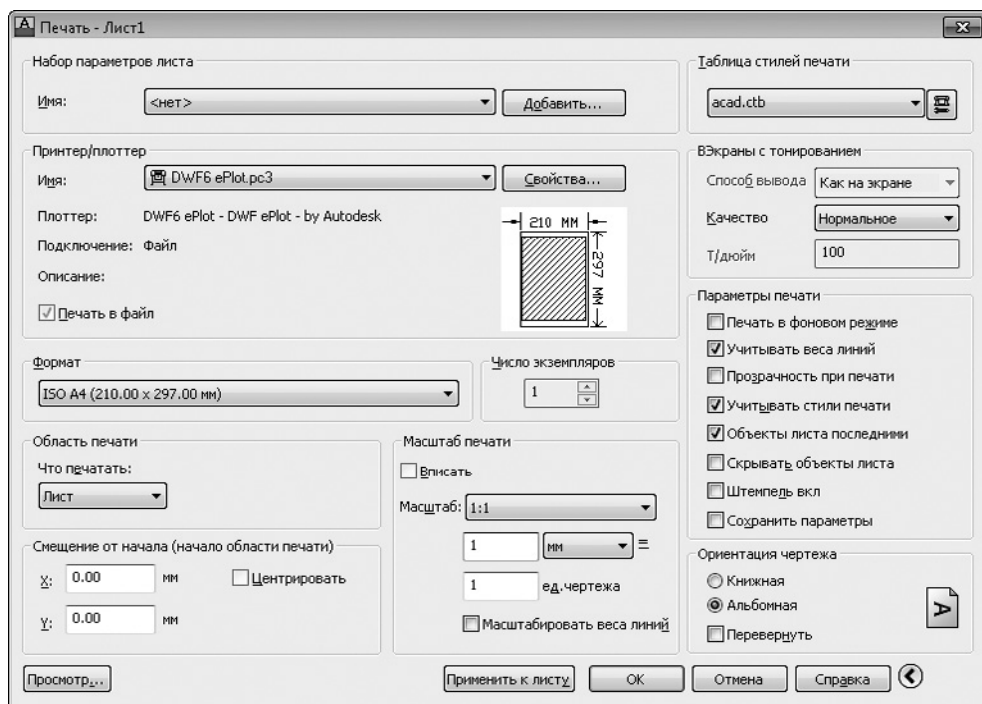 Печать - Лист1
Набор параметров листа
Имя:
<нет>
Добавить...
Таблица стилей печати
acad.ctb
Принтер/плоттер
Имя:
DWF6 ePlot.pc3
Свойства...
Плоттер:
DWF6 ePlot - DWF ePlot - by Autodesk
Подключение:
Файл
Описание:
Печать в файл
210 MM
297 MM
ВЭкраны с тонированием
Способ вывода
Как на экране
Качество
Нормальное
Т/дюйм
100
Формат
ISO A4 (210.00 x 297.00 мм)
Число экземпляров
1
Параметры печати
Печать в фоновом режиме
Учитывать веса линий
Прозрачность при печати
Учитывать стили печати
Объекты листа последними
Скрывать объекты листа
Штемпель вкл
Сохранить параметры
Область печати
Что печатать:
Лист
Масштаб печати
Вписать
Масштаб:
1:1
1
мм
=
1
ед.чертежа
Масштабировать веса линий
Смещение от начала (начало области печати)
X:
0.00
мм
Центрировать
Y:
0.00
мм
Ориентация чертежа
Книжная
Альбомная
Перевернуть
A
Просмотр...
Применить к листу
ОК
Отмена
Справка